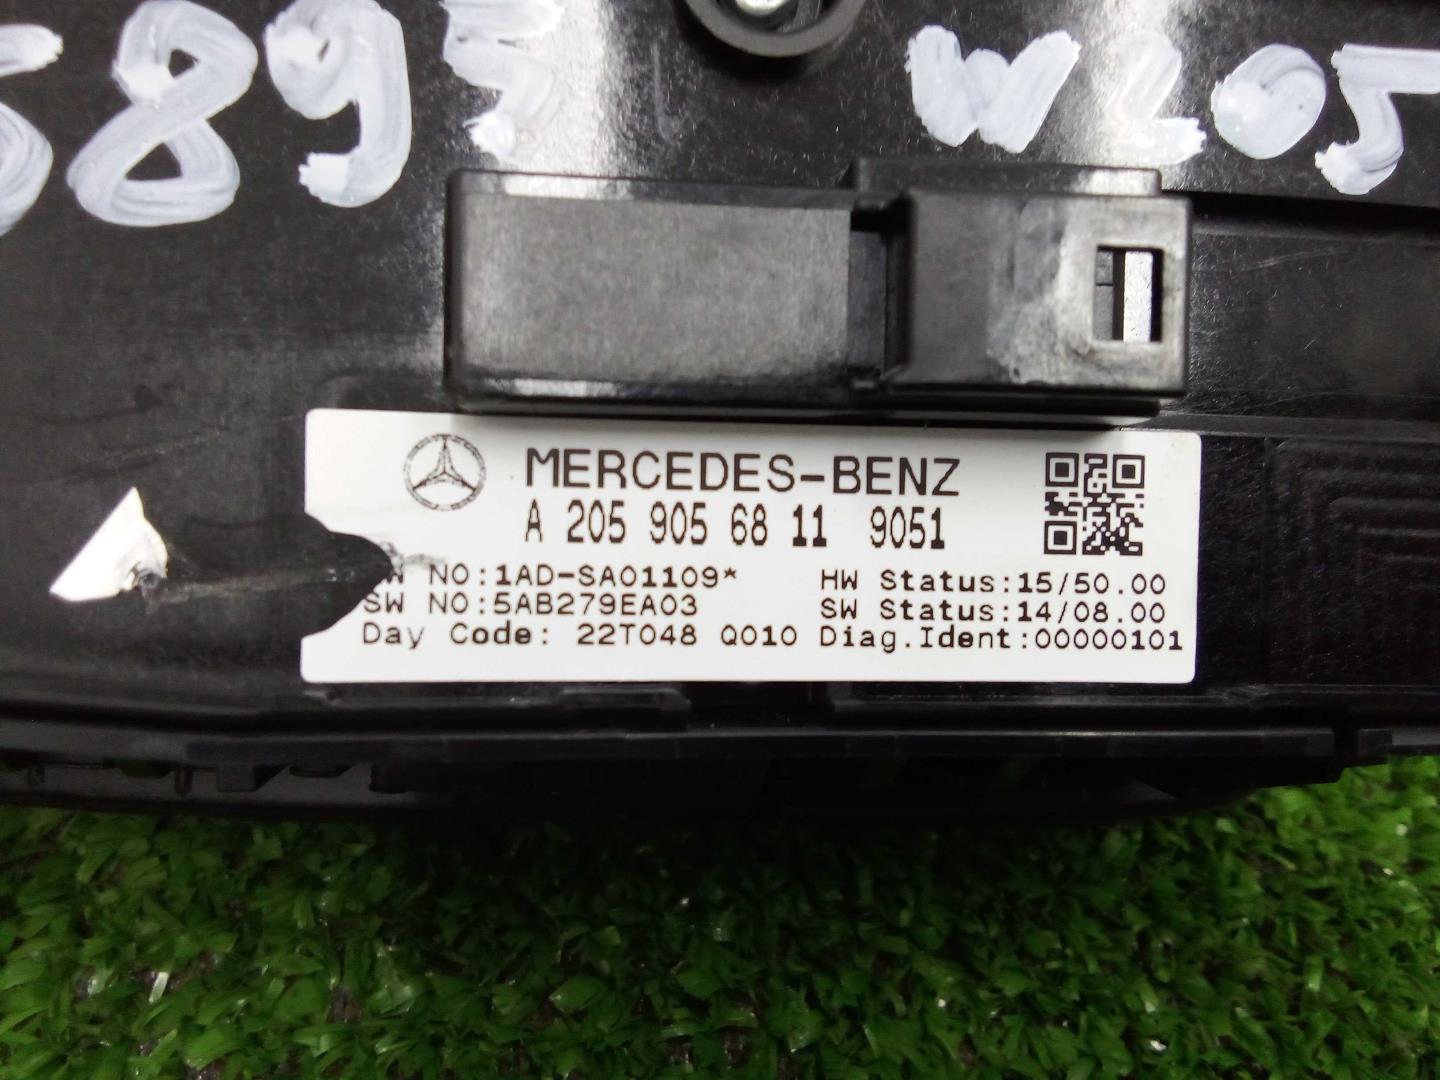 5895 W205
MERCEDES-BENZ
A 205 905 68 11 9051
W NO:1AD-SA01109* HW Status:15/50.00
SW NO:5AB279EA03 SW Status:14/08.00
Day Code: 22T048 Q010 Diag.Ident:00000101